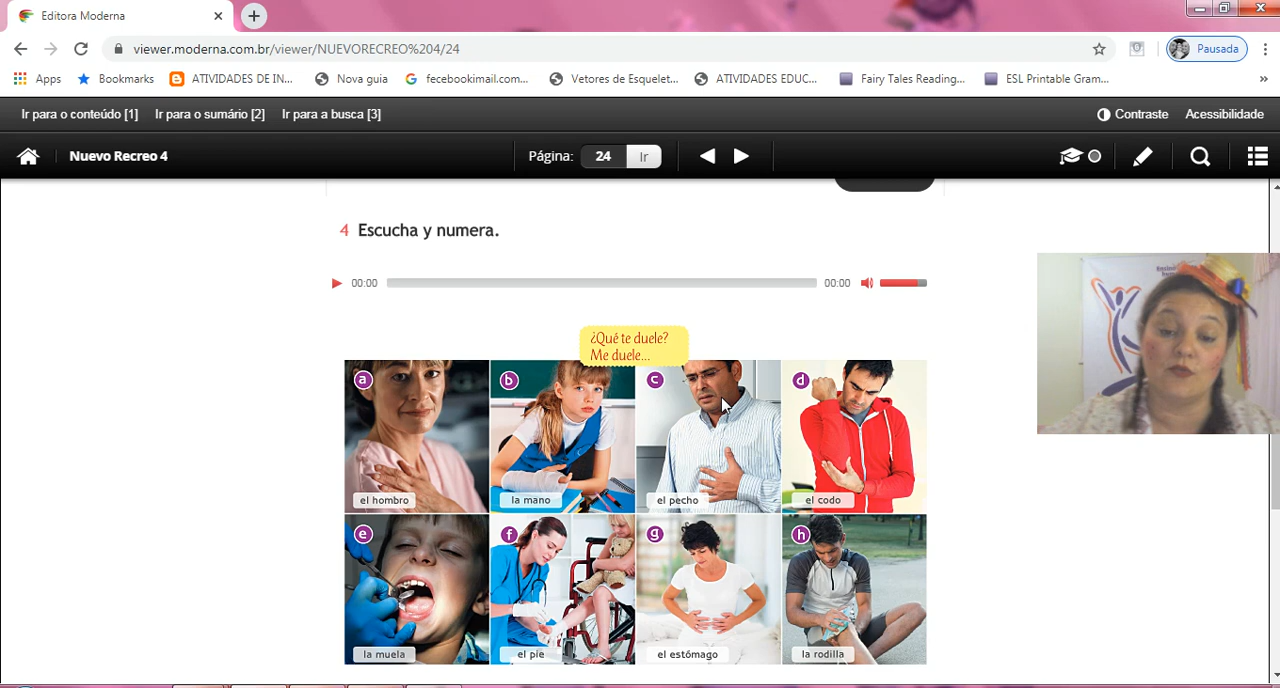 Editora Moderna
viewer.moderna.com.br/viewer/NUEVORECREO%204/24
Pausada
Apps
Bookmarks
ATIVIDADES DE IN...
Nova guia
fecebookimail.com...
Vetores de Esquelet...
ATIVIDADES EDUC...
Fairy Tales Reading...
ESL Printable Gram...
»
Ir para o conteúdo [1]
Ir para o sumário [2]
Ir para a busca [3]
Contraste
Acessibilidade
Nuevo Recreo 4
Página:
24
Ir
4 Escucha y numera.
00:00
00:00
¿Qué te duele?
Me duele...
a
el hombro
b
la mano
c
el pecho
d
el codo
e
la muela
f
el pie
g
el estómago
h
la rodilla